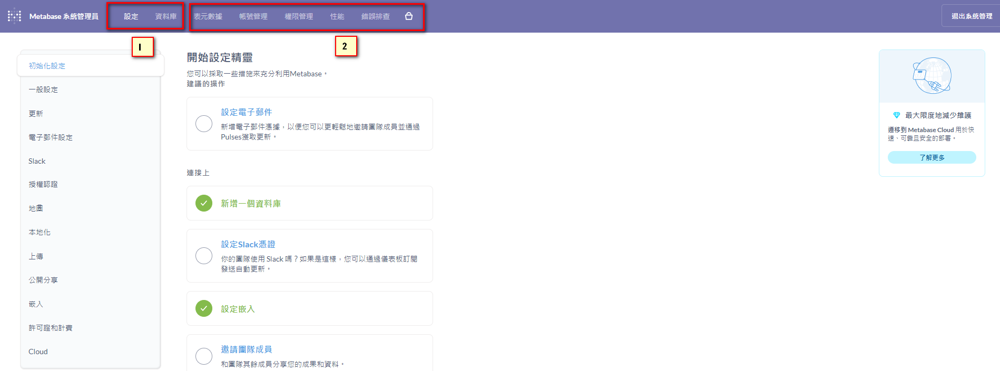 Metabase 系統管理員
設定
資料庫
表元數據
帳號管理
權限管理
性能
錯誤排查
退出系統管理
1
2
初始化設定
一般設定
更新
電子郵件設定
Slack
授權認證
地圖
本地化
上傳
公開分享
嵌入
許可證和計費
Cloud
開始設定精靈
您可以採取一些措施來充分利用Metabase。
建議的操作
設定電子郵件
新增電子郵件憑據，以便您可以更輕鬆地邀請團隊成員並通過
Pulses獲取更新。
連接上
新增一個資料庫
設定Slack憑證
你的團隊使用 Slack 嗎？如果是這樣，您可以通過儀表板訂閱
發送自動更新。
設定嵌入
邀請團隊成員
和團隊其餘成員分享您的成果和資料。
最大限度地減少維護
遷移到 Metabase Cloud 用於快
速、可靠且安全的部署。
了解更多